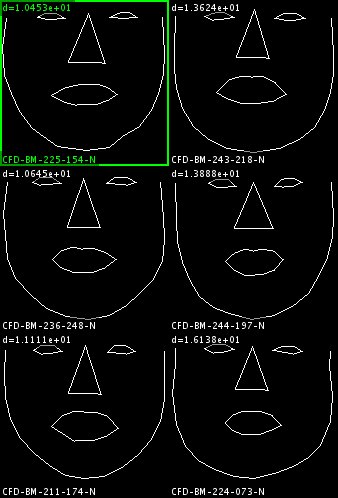 d=1.0453e+01
d=1.3624e+01
CFD-BM-225-154-N
CFD-BM-243-218-N
d=1.0645e+01
d=1.3888e+01
CFD-BM-236-248-N
CFD-BM-244-197-N
d=1.1111e+01
d=1.6138e+01
CFD-BM-211-174-N
CFD-BM-224-073-N